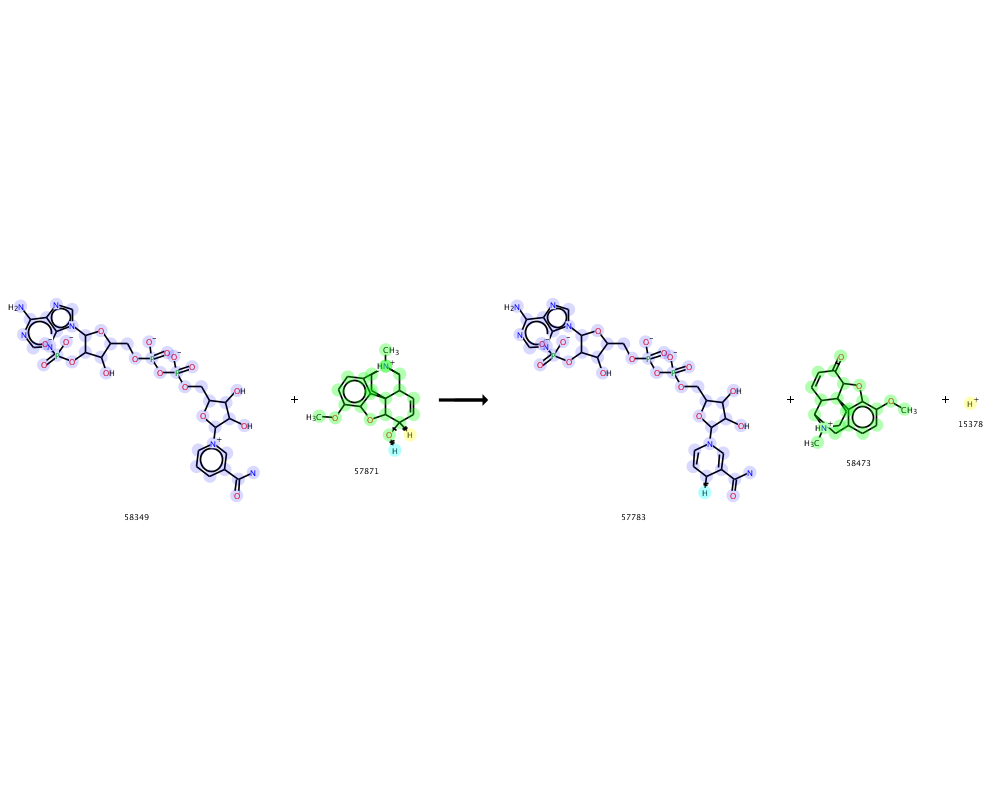 H₂N N N N N O O⁻ O⁻ O P O OH O P O⁻ O O P O⁻ O O OH OH O N⁺ N O
58349
+
CH₃ HN⁺ H₃C O O O H H
57871
H₂N N N N N O O⁻ O⁻ O P O OH O P O⁻ O O P O⁻ O O OH OH O N N O H
57783
+
O O O CH₃ HN⁺ H₃C
58473
+
H⁺
15378